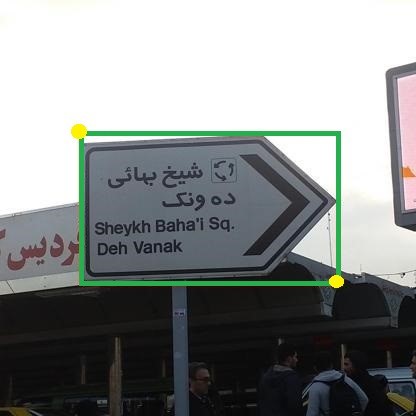 شیخ بهائی
ده ونک
Sheykh Baha'i Sq.
Deh Vanak